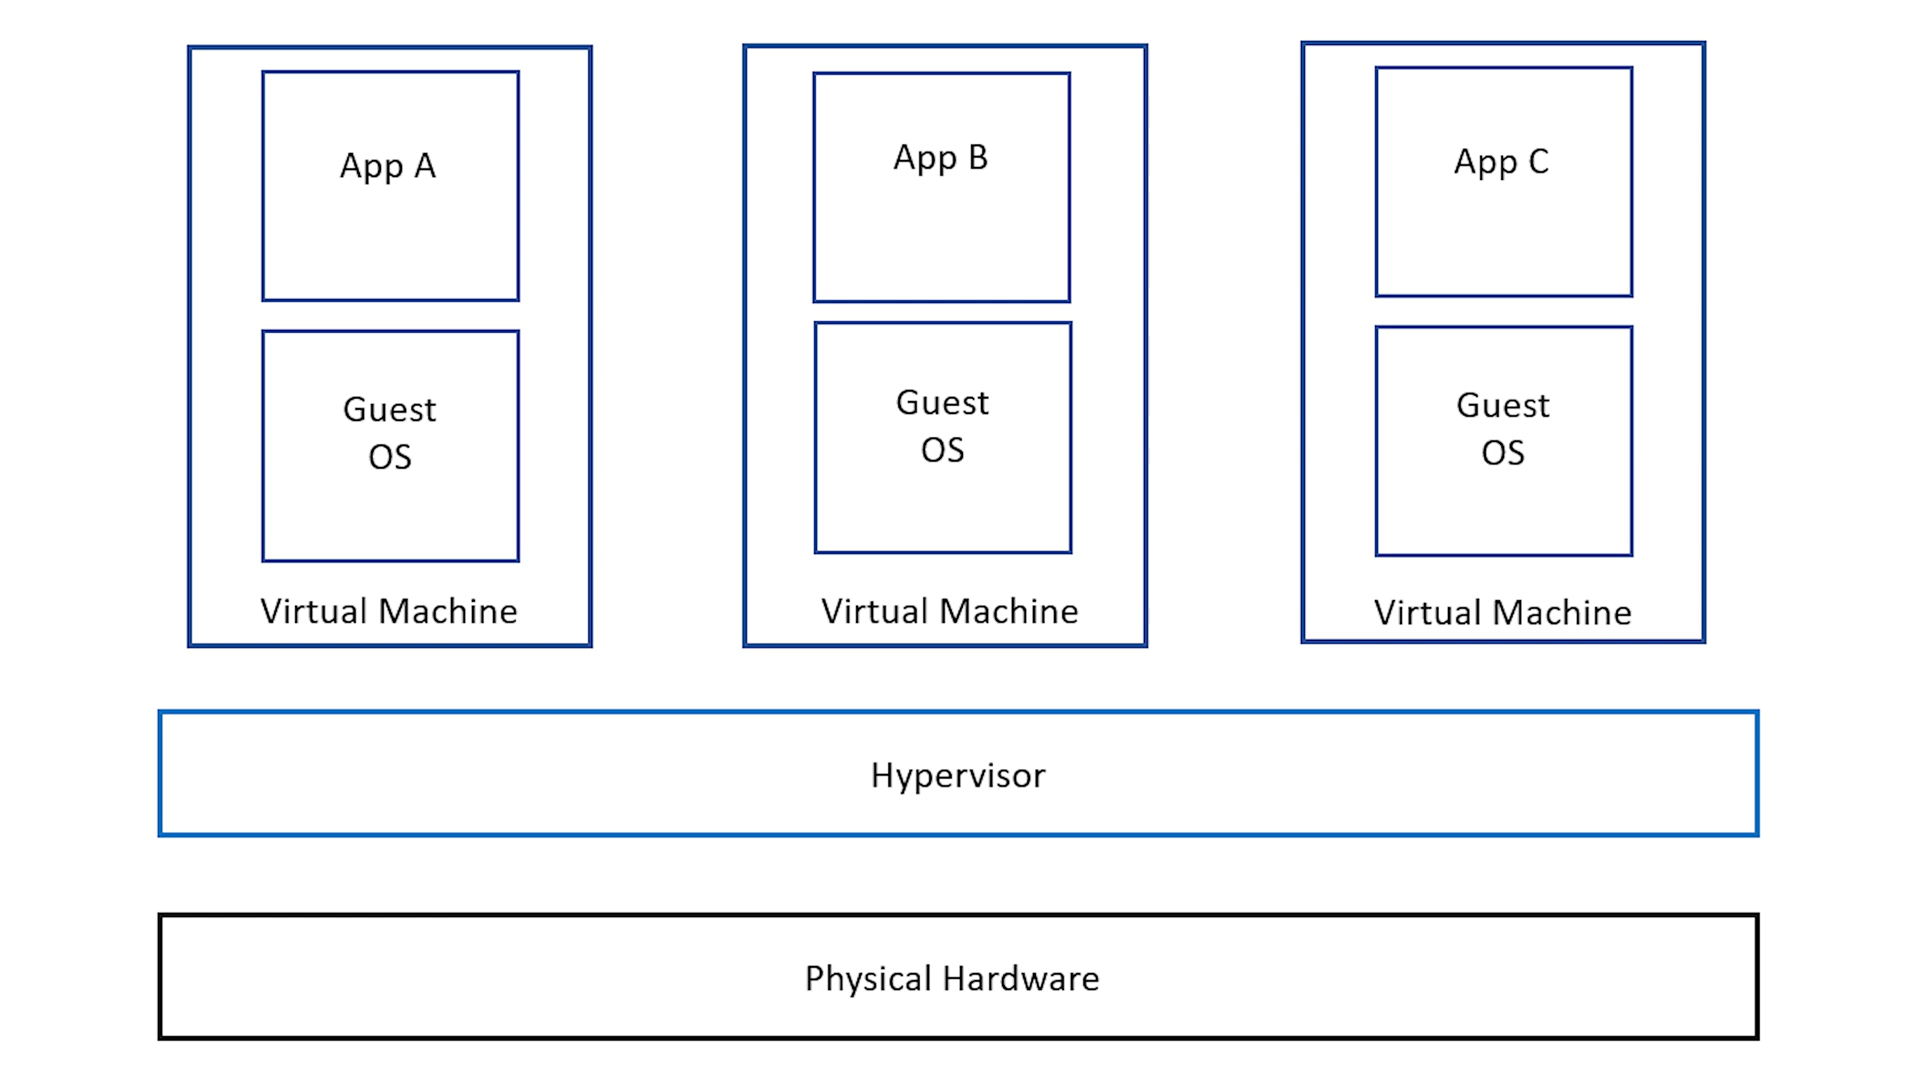 App A
Guest
OS
Virtual Machine
App B
Guest
OS
Virtual Machine
App C
Guest
OS
Virtual Machine
Hypervisor
Physical Hardware